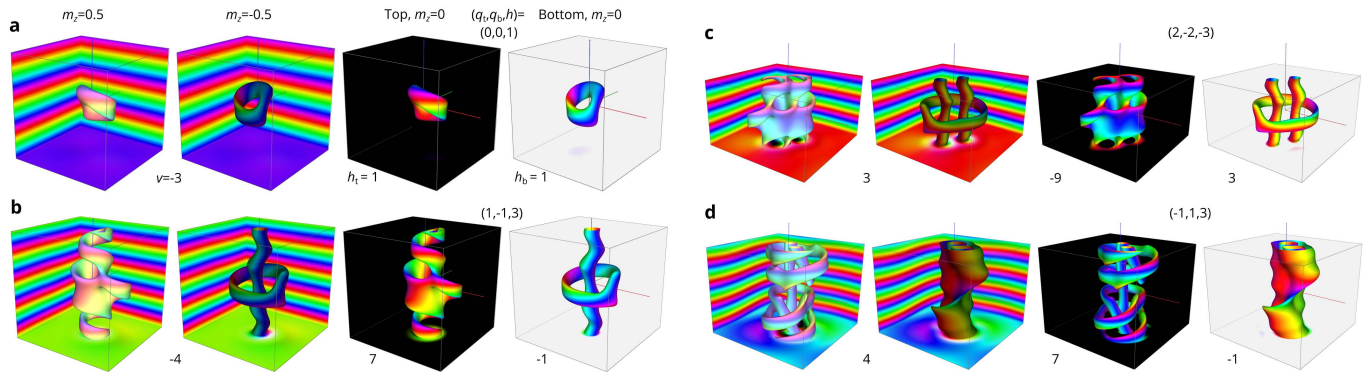 a
m_z=0.5
m_z=-0.5
Top, m_z=0
(q_t,q_b,h)=
(0,0,1)
Bottom, m_z=0
ν=-3
h_t = 1
h_b = 1
b
(1,-1,3)
-4
7
-1
c
(2,-2,-3)
3
-9
3
d
(-1,1,3)
4
7
-1